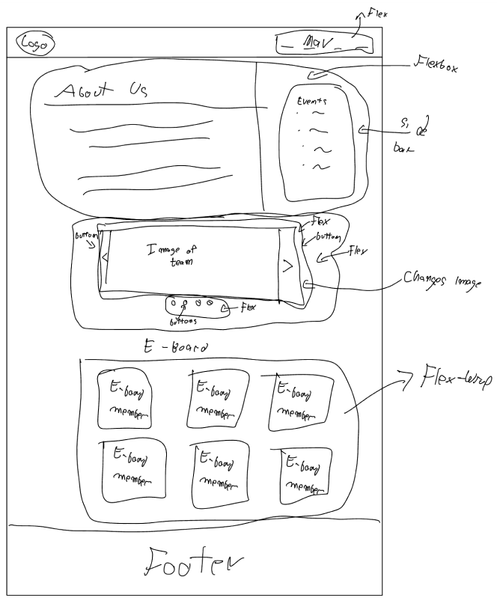 Flex
Logo
Nav
Flexbox
About Us
Events
box
Flex
button
button
Flex
Image of
team
< >
Changes image
Flex
buttons
E-Board
Flex-wrap
E-board
member
E-board
member
E-board
member
E-board
member
E-board
member
E-board
member
Footer